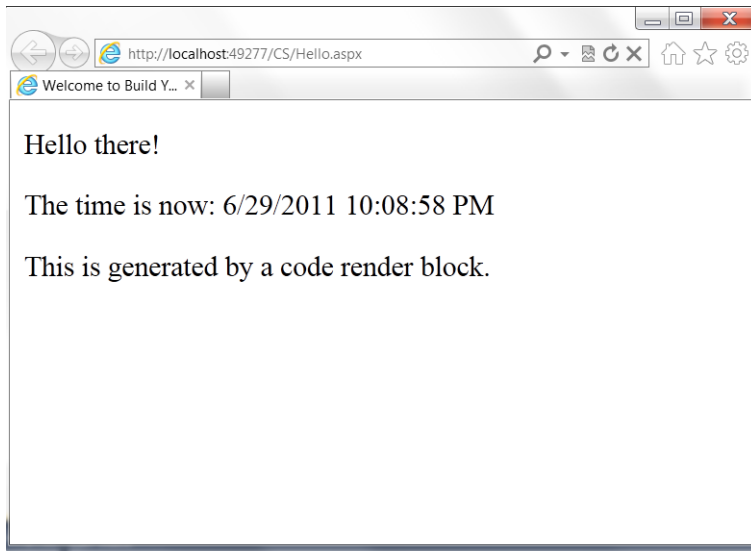 http://localhost:49277/CS/Hello.aspx
Welcome to Build Y...
Hello there!
The time is now: 6/29/2011 10:08:58 PM
This is generated by a code render block.